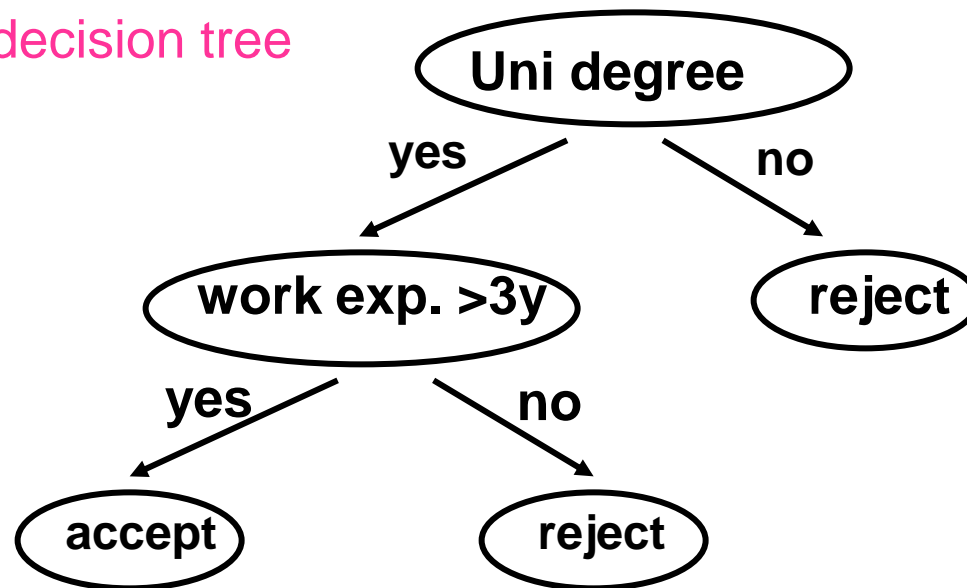 decision tree
Uni degree
yes
no
work exp. >3y
reject
yes
no
accept
reject